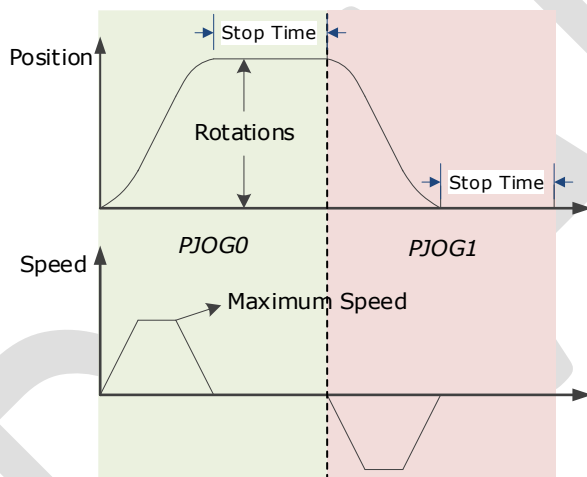 Stop Time
Position
Rotations
Stop Time
PJOG0
PJOG1
Speed
Maximum Speed